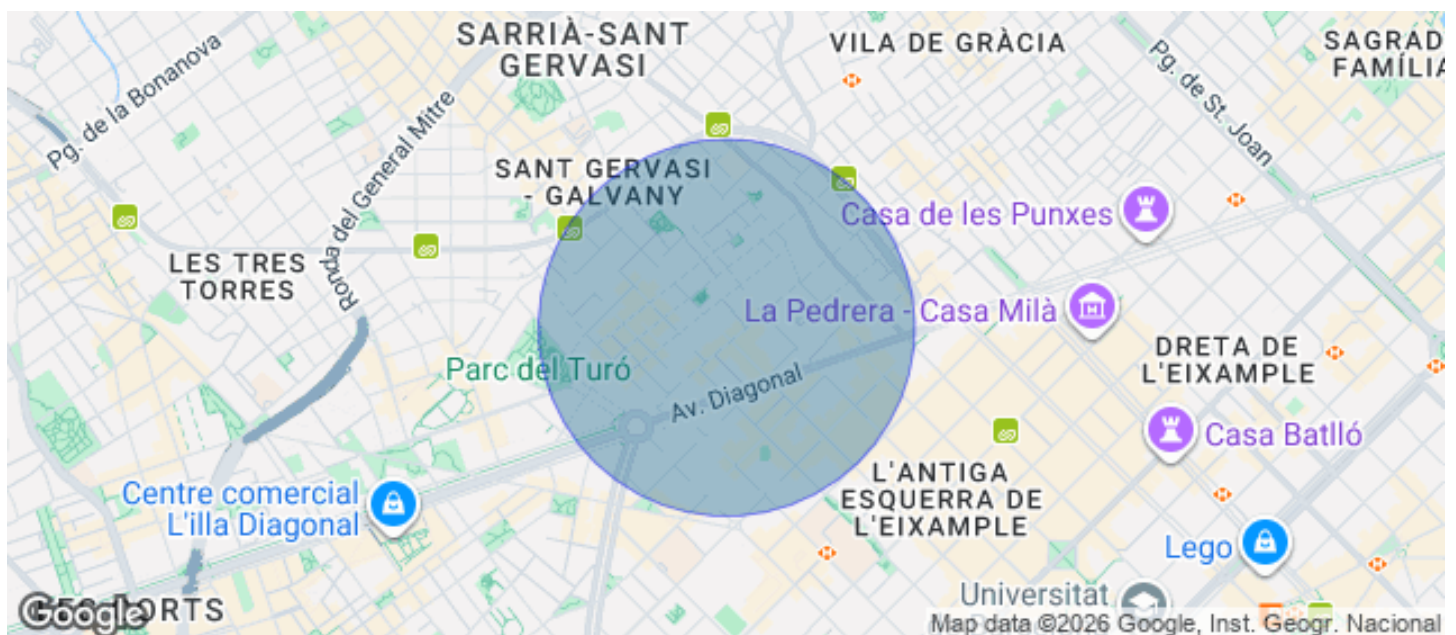 SARRIÀ-SANT
GERVASI
VILA DE GRÀCIA
SAGRAD
FAMÍLIA
Pg. de la Bonanova
Pg. de St. Joan
Ronda del General Mitre
SANT GERVASI
- GALVANY
Casa de les Punxes
LES TRES
TORRES
La Pedrera - Casa Milà
DRETA DE
L'EIXAMPLE
Parc del Turó
Av. Diagonal
Casa Batlló
L'ANTIGA
ESQUERRA DE
L'EIXAMPLE
Centre comercial
L'illa Diagonal
Lego
Universitat
Google
ORTS
Map data ©2026 Google, Inst. Geogr. Nacional